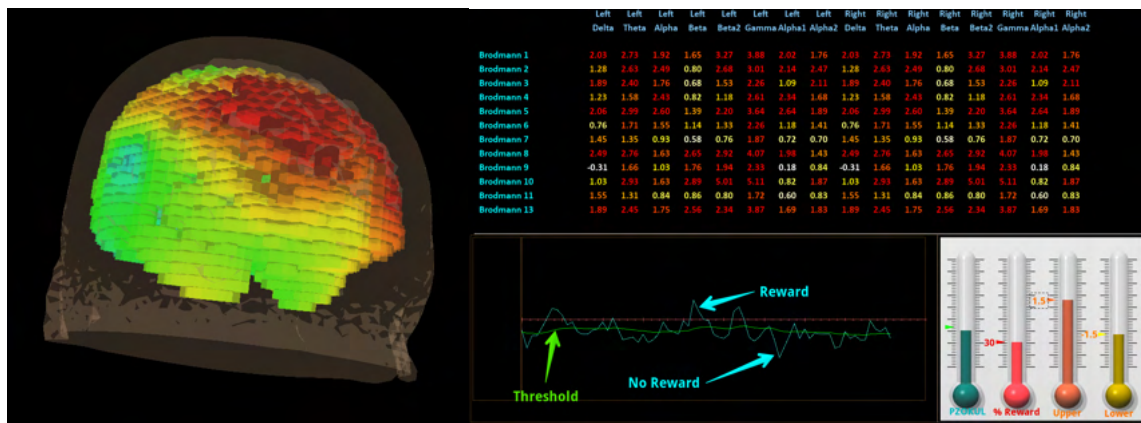 Left Left Left Left Left Left Left Left Right Right Right Right Right Right Right Right
Delta Theta Alpha Beta Beta2 Gamma Alpha1 Alpha2 Delta Theta Alpha Beta Beta2 Gamma Alpha1 Alpha2
Brodmann 1 2.03 2.73 1.92 1.65 3.27 3.88 2.02 1.76 2.03 2.73 1.92 1.65 3.27 3.88 2.02 1.76
Brodmann 2 1.28 2.63 2.49 0.80 2.68 3.01 2.14 2.47 1.28 2.63 2.49 0.80 2.68 3.01 2.14 2.47
Brodmann 3 1.89 2.40 1.76 0.68 1.53 2.26 1.09 2.11 1.89 2.40 1.76 0.68 1.53 2.26 1.09 2.11
Brodmann 4 1.23 1.58 2.43 0.82 1.18 2.61 2.34 1.68 1.23 1.58 2.43 0.82 1.18 2.61 2.34 1.68
Brodmann 5 2.06 2.99 2.60 1.39 2.20 3.64 2.64 1.89 2.06 2.99 2.60 1.39 2.20 3.64 2.64 1.89
Brodmann 6 0.76 1.71 1.55 1.14 1.33 2.26 1.18 1.41 0.76 1.71 1.55 1.14 1.33 2.26 1.18 1.41
Brodmann 7 1.45 1.35 0.93 0.58 0.76 1.87 0.72 0.70 1.45 1.35 0.93 0.58 0.76 1.87 0.72 0.70
Brodmann 8 2.49 2.76 1.63 2.65 2.92 4.07 1.98 1.43 2.49 2.76 1.63 2.65 2.92 4.07 1.98 1.43
Brodmann 9 -0.31 1.66 1.03 1.76 1.94 2.33 0.18 0.84 -0.31 1.66 1.03 1.76 1.94 2.33 0.18 0.84
Brodmann 10 1.03 2.93 1.63 2.89 5.01 5.11 0.82 1.87 1.03 2.93 1.63 2.89 5.01 5.11 0.82 1.87
Brodmann 11 1.55 1.31 0.84 0.86 0.80 1.72 0.60 0.83 1.55 1.31 0.84 0.86 0.80 1.72 0.60 0.83
Brodmann 13 1.89 2.45 1.75 2.56 2.34 3.87 1.69 1.83 1.89 2.45 1.75 2.56 2.34 3.87 1.69 1.83
Reward
Threshold
No Reward
30
1.5
-1.5
PZOKUL % Reward Upper Lower